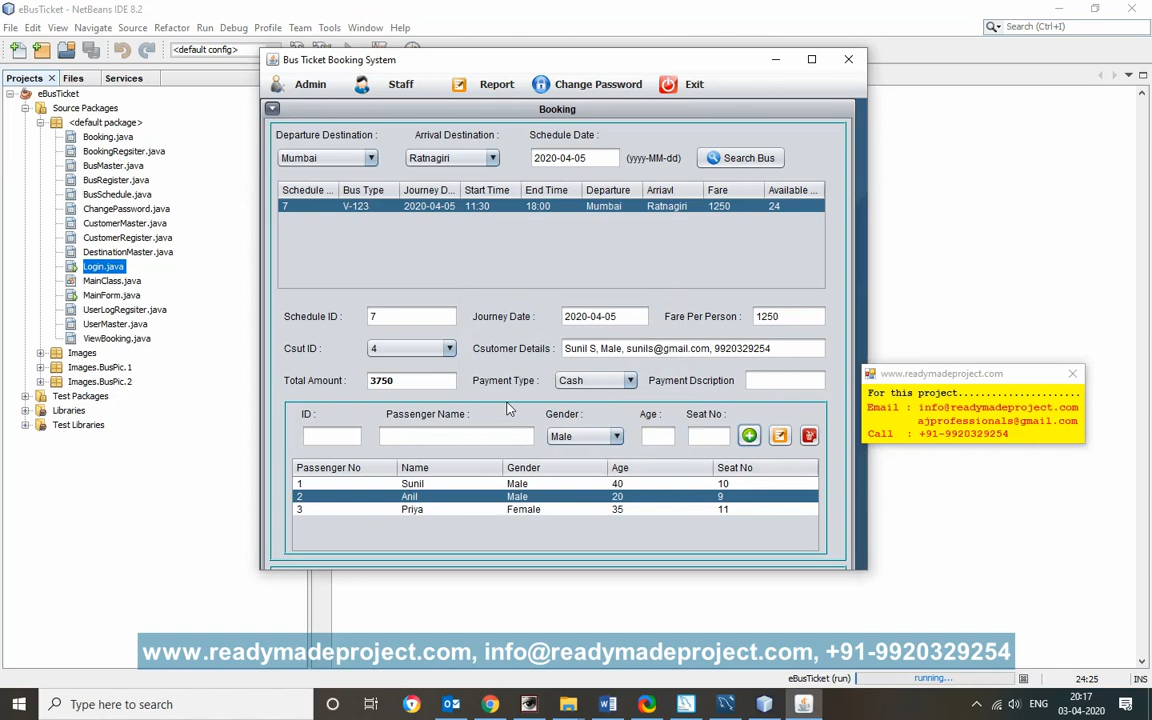 eBusTicket - NetBeans IDE 8.2
File Edit View Navigate Source Refactor Run Debug Profile Team Tools Window Help
Search (Ctrl+I)
<default config>
Projects Files Services
eBusTicket
Source Packages
<default package>
Booking.java
BookingRegsiter.java
BusMaster.java
BusRegister.java
BusSchedule.java
ChangePassword.java
CustomerMaster.java
CustomerRegister.java
DestinationMaster.java
Login.java
MainClass.java
MainForm.java
UserLogRegsiter.java
UserMaster.java
ViewBooking.java
Images
Images.BusPic.1
Images.BusPic.2
Test Packages
Libraries
Test Libraries
Bus Ticket Booking System
Admin Staff Report Change Password Exit
Booking
Departure Destination : Arrival Destination : Schedule Date :
Mumbai Ratnagiri 2020-04-05 (yyyy-MM-dd) Search Bus
Schedule ... Bus Type Journey D... Start Time End Time Departure Arriavl Fare Available ...
7 V-123 2020-04-05 11:30 18:00 Mumbai Ratnagiri 1250 24
Schedule ID : 7 Journey Date : 2020-04-05 Fare Per Person : 1250
Csut ID : 4 Csutomer Details : Sunil S, Male, sunils@gmail.com, 9920329254
Total Amount : 3750 Payment Type : Cash Payment Dscription
ID : Passenger Name : Gender : Age : Seat No :
Male
Passenger No Name Gender Age Seat No
1 Sunil Male 40 10
2 Anil Male 20 9
3 Priya Female 35 11
www.readymadeproject.com
For this project.....................
Email : info@readymadeproject.com
ajprofessionals@gmail.com
Call : +91-9920329254
www.readymadeproject.com, info@readymadeproject.com, +91-9920329254
eBusTicket (run) running... 24:25 INS
Type here to search
ENG
20:17
03-04-2020